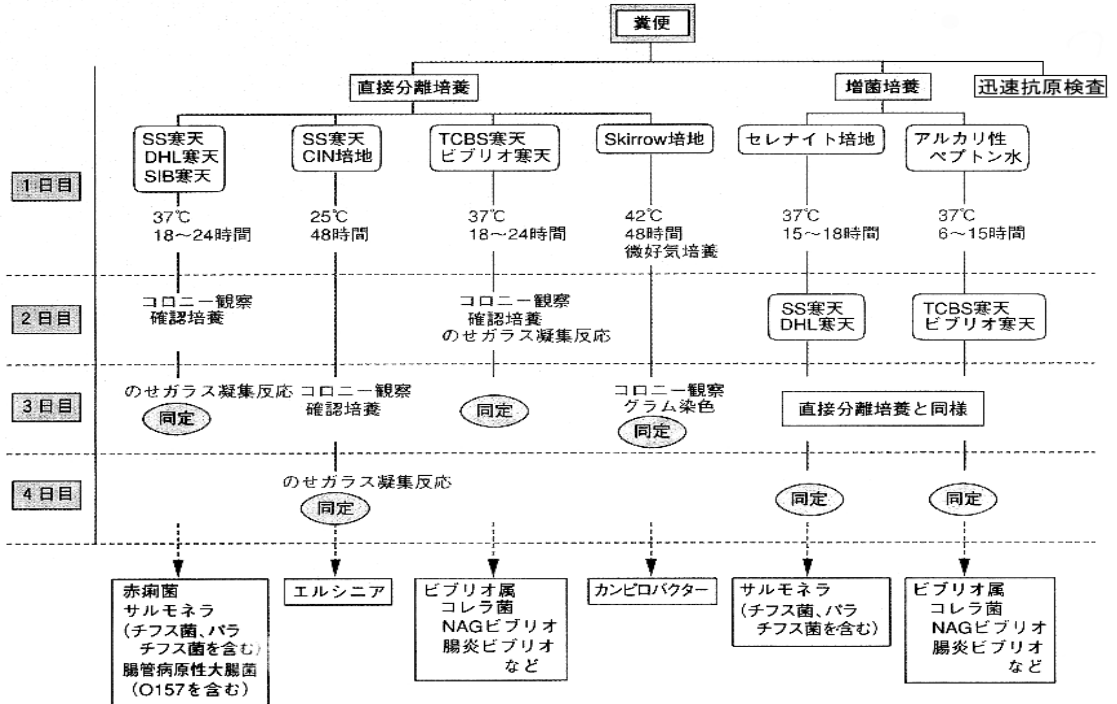 糞便
直接分離培養
増菌培養
迅速抗原検査
1日目
SS寒天
DHL寒天
SIB寒天
37℃
18〜24時間
SS寒天
CIN培地
25℃
48時間
TCBS寒天
ビブリオ寒天
37℃
18〜24時間
Skirrow培地
42℃
48時間
微好気培養
セレナイト培地
37℃
15〜18時間
アルカリ性
ペプトン水
37℃
6〜15時間
2日目
コロニー観察
確認培養
コロニー観察
確認培養
のせガラス凝集反応
SS寒天
DHL寒天
TCBS寒天
ビブリオ寒天
3日目
のせガラス凝集反応
同定
コロニー観察
確認培養
同定
コロニー観察
グラム染色
同定
直接分離培養と同様
4日目
のせガラス凝集反応
同定
同定
同定
赤痢菌
サルモネラ
(チフス菌、パラ
チフス菌を含む)
腸管病原性大腸菌
(O157を含む)
エルシニア
ビブリオ属
コレラ菌
NAGビブリオ
腸炎ビブリオ
など
カンピロバクター
サルモネラ
(チフス菌、パラ
チフス菌を含む)
ビブリオ属
コレラ菌
NAGビブリオ
腸炎ビブリオ
など